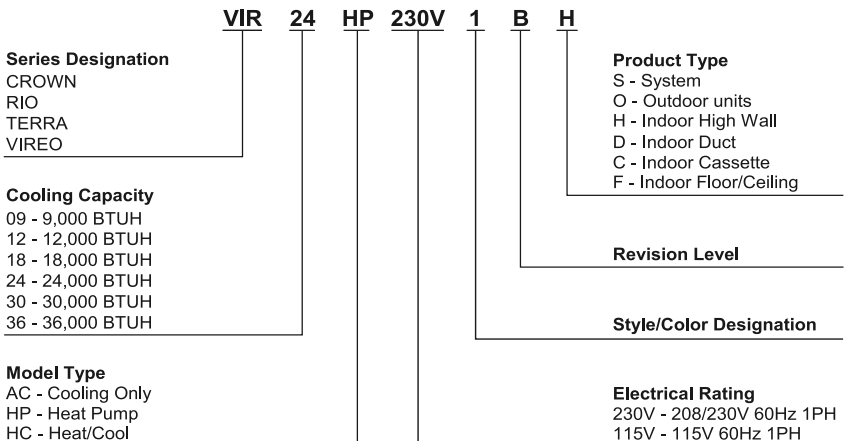 VIR 24 HP 230V 1 B H
Series Designation
CROWN
RIO
TERRA
VIREO
Cooling Capacity
09 - 9,000 BTUH
12 - 12,000 BTUH
18 - 18,000 BTUH
24 - 24,000 BTUH
30 - 30,000 BTUH
36 - 36,000 BTUH
Model Type
AC - Cooling Only
HP - Heat Pump
HC - Heat/Cool
Product Type
S - System
O - Outdoor units
H - Indoor High Wall
D - Indoor Duct
C - Indoor Cassette
F - Indoor Floor/Ceiling
Revision Level
Style/Color Designation
Electrical Rating
230V - 208/230V 60Hz 1PH
115V - 115V 60Hz 1PH